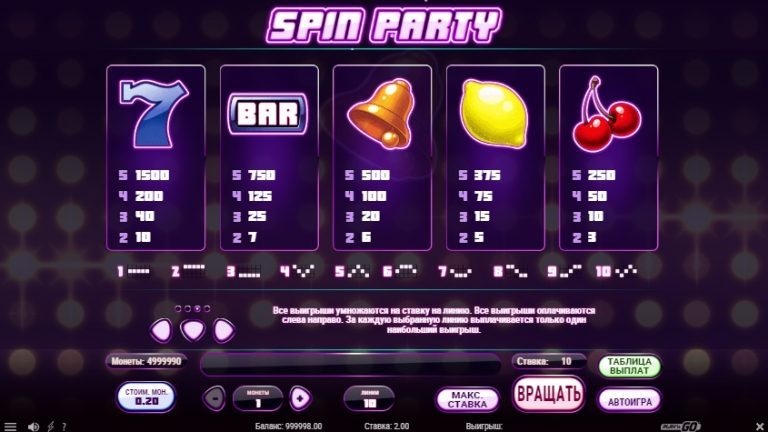 SPIN PARTY
7 BAR
5 1500 5 750 5 500 5 375 5 250
4 200 4 125 4 100 4 75 4 50
3 40 3 25 3 20 3 15 3 10
2 10 2 7 2 6 2 5 2 3
1 2 3 4 5 6 7 8 9 10
Все выигрыши умножаются на ставку на линию. Все выигрыши оплачиваются
слева направо. За каждую выбранную линию выплачивается только один
наибольший выигрыш.
Монеты: 4999990 Ставка: 10 ТАБЛИЦА
ВЫПЛАТ
СТОИМ. МОН.
0.20
- МОНЕТЫ
1 +
ЛИНИИ
10
МАКС.
СТАВКА
ВРАЩАТЬ
АВТОИГРА
? Баланс: 999998.00 Ставка: 2.00 Выигрыш: PLAY'N GO ×